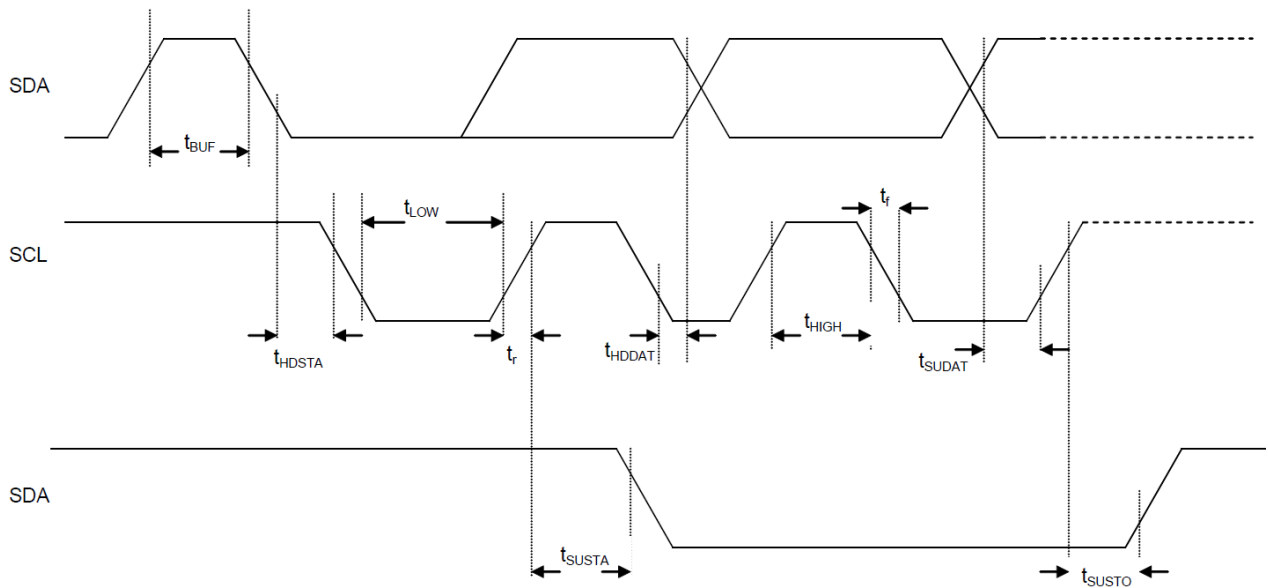 SDA
tBUF
tLOW
tf
SCL
tHDSTA
tr
tHDDAT
tHIGH
tSUDAT
SDA
tSUSTA
tSUSTO